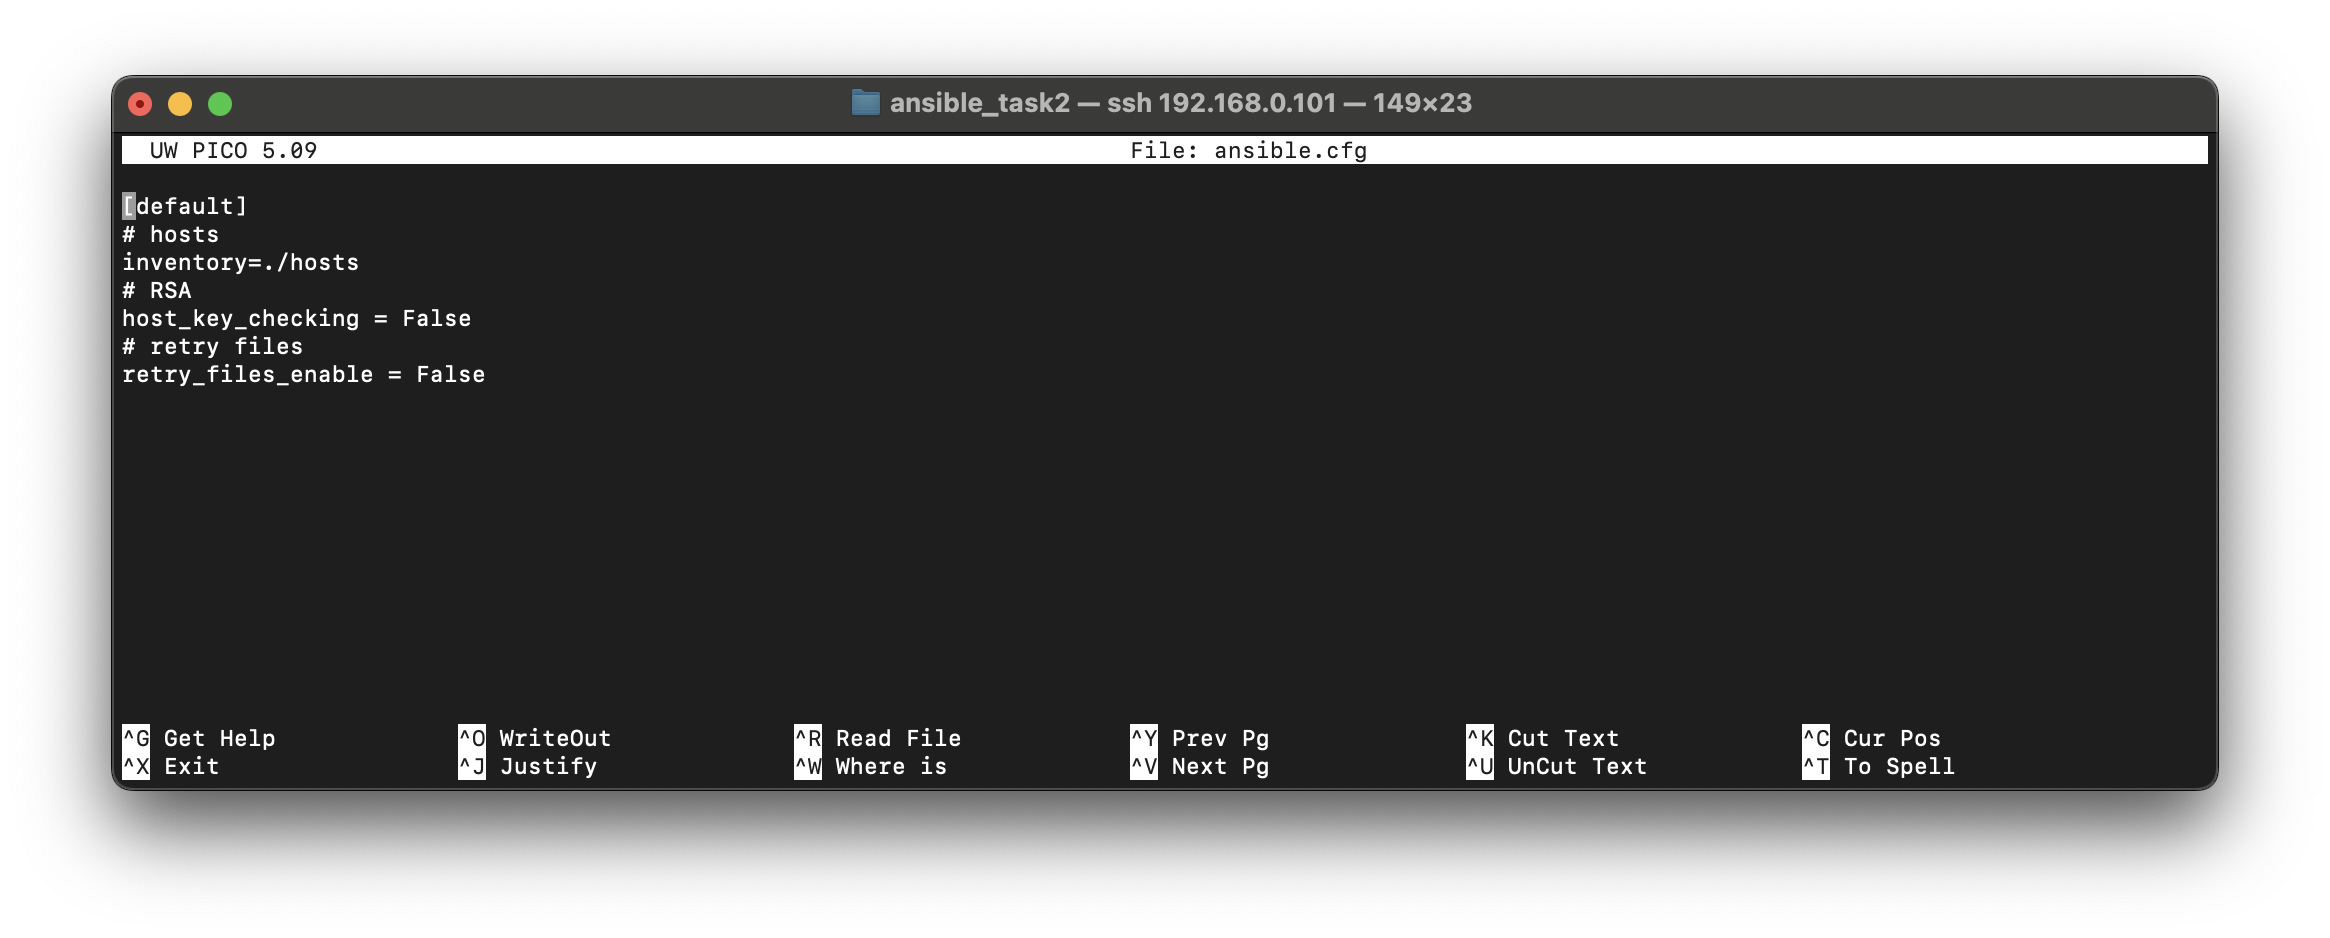 ansible_task2 — ssh 192.168.0.101 — 149×23
UW PICO 5.09 File: ansible.cfg
[default]
# hosts
inventory=./hosts
# RSA
host_key_checking = False
# retry files
retry_files_enable = False
^G Get Help ^O WriteOut ^R Read File ^Y Prev Pg ^K Cut Text ^C Cur Pos
^X Exit ^J Justify ^W Where is ^V Next Pg ^U UnCut Text ^T To Spell